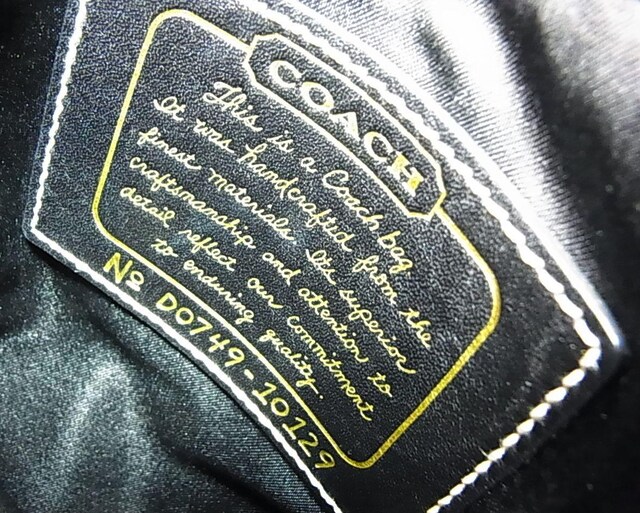 COACH
This is a Coach bag
It was handcrafted from the
finest materials. Its superior
craftsmanship and attention to
detail reflect our commitment
to enduring quality.
No DO749-10129